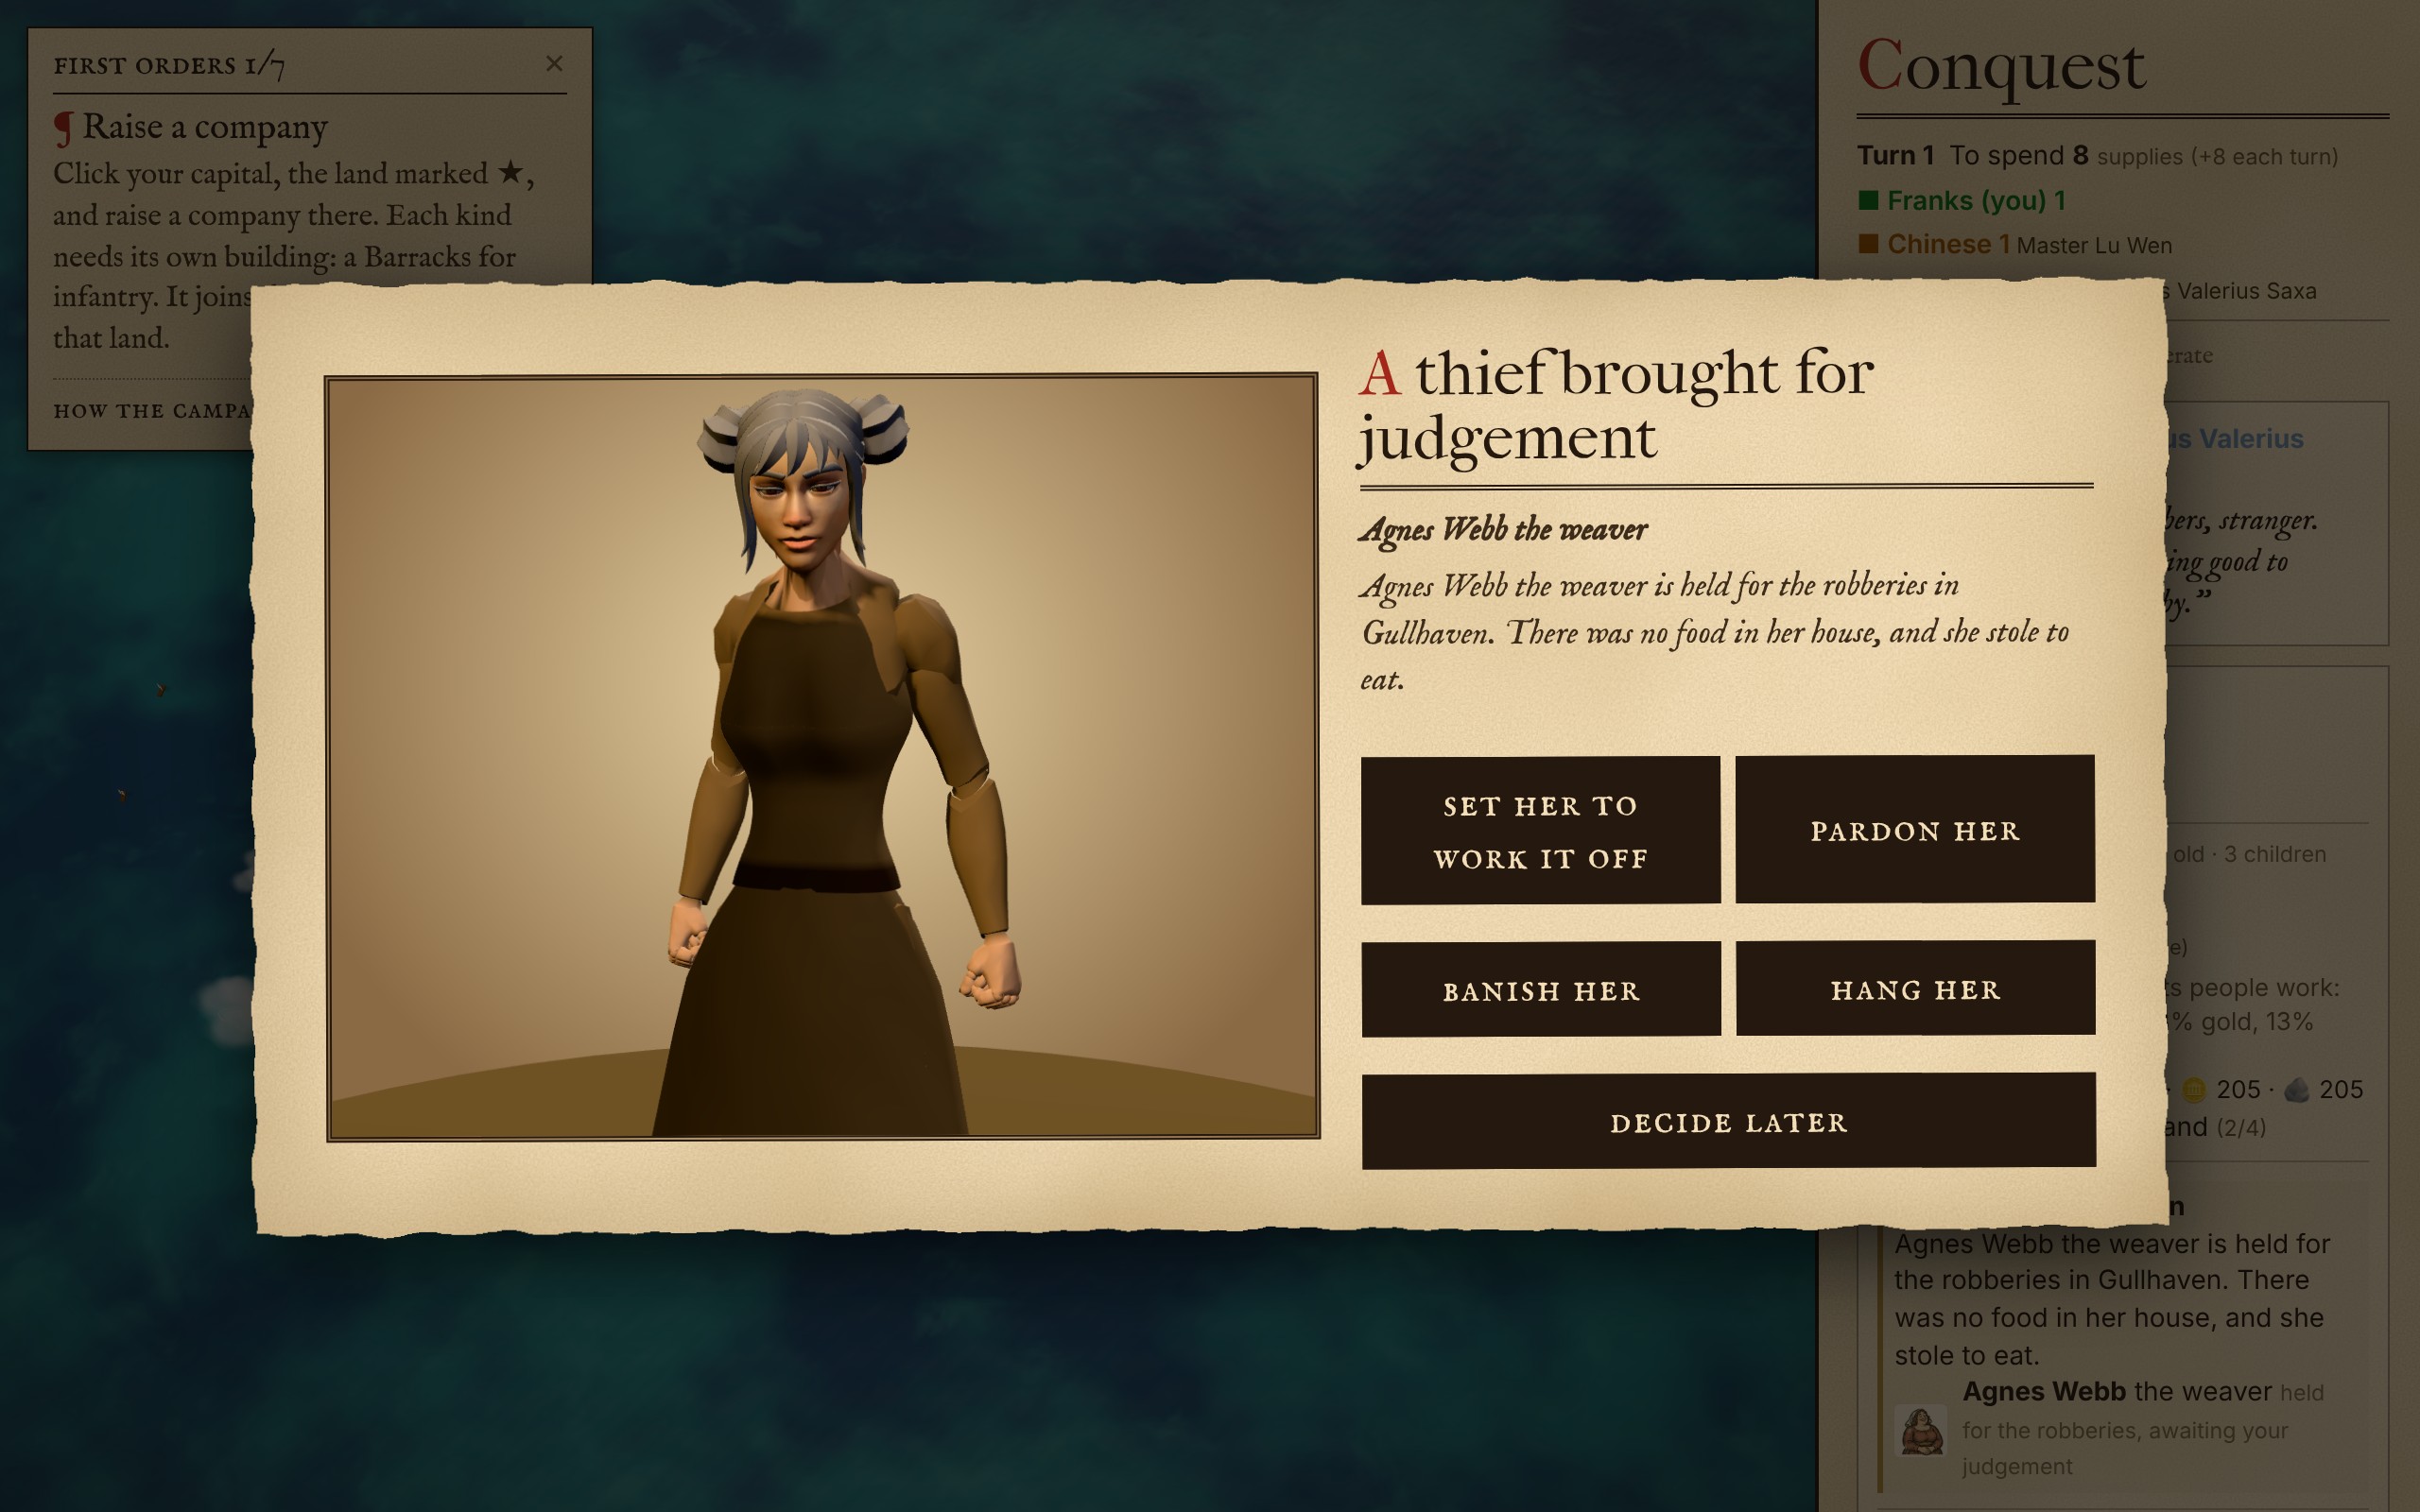 FIRST ORDERS 1/7 ×
¶ Raise a company
Click your capital, the land marked ★,
and raise a company there. Each kind
needs its own building: a Barracks for
infantry. It joins
that land.
HOW THE CAMPA
Conquest
Turn 1 To spend 8 supplies (+8 each turn)
Franks (you) 1
Chinese 1 Master Lu Wen
s Valerius Saxa
erate
us Valerius
hers, stranger.
ing good to
by.”
old · 3 children
e)
ts people work:
% gold, 13%
· 205 · 205
and (2/4)
n
Agnes Webb the weaver is held for
the robberies in Gullhaven. There
was no food in her house, and she
stole to eat.
Agnes Webb the weaver held
for the robberies, awaiting your
judgement
A thief brought for
judgement
Agnes Webb the weaver
Agnes Webb the weaver is held for the robberies in
Gullhaven. There was no food in her house, and she stole to
eat.
SET HER TO
WORK IT OFF
PARDON HER
BANISH HER
HANG HER
DECIDE LATER